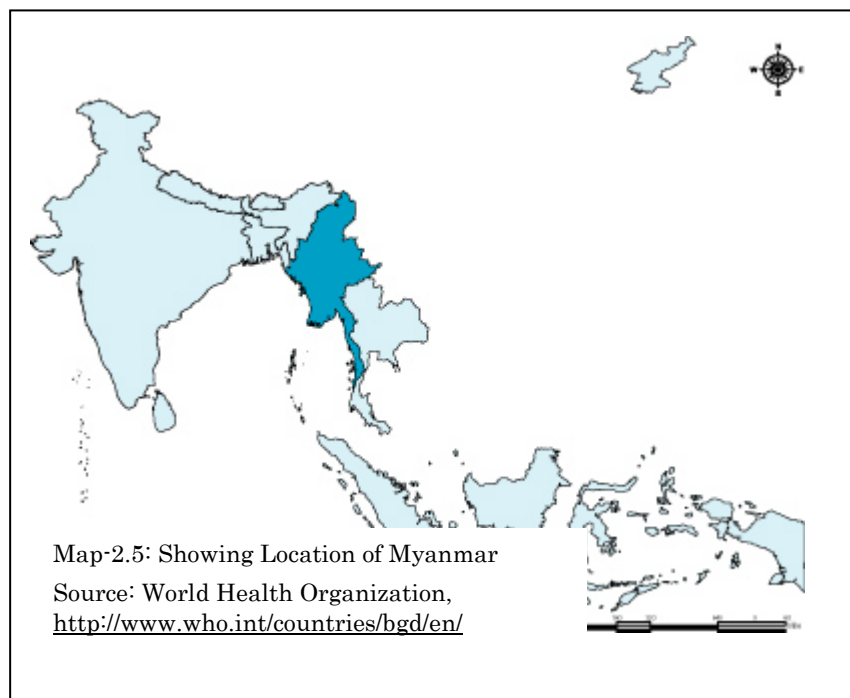 N
W E
S
Map-2.5: Showing Location of Myanmar
Source: World Health Organization,
http://www.who.int/countries/bgd/en/